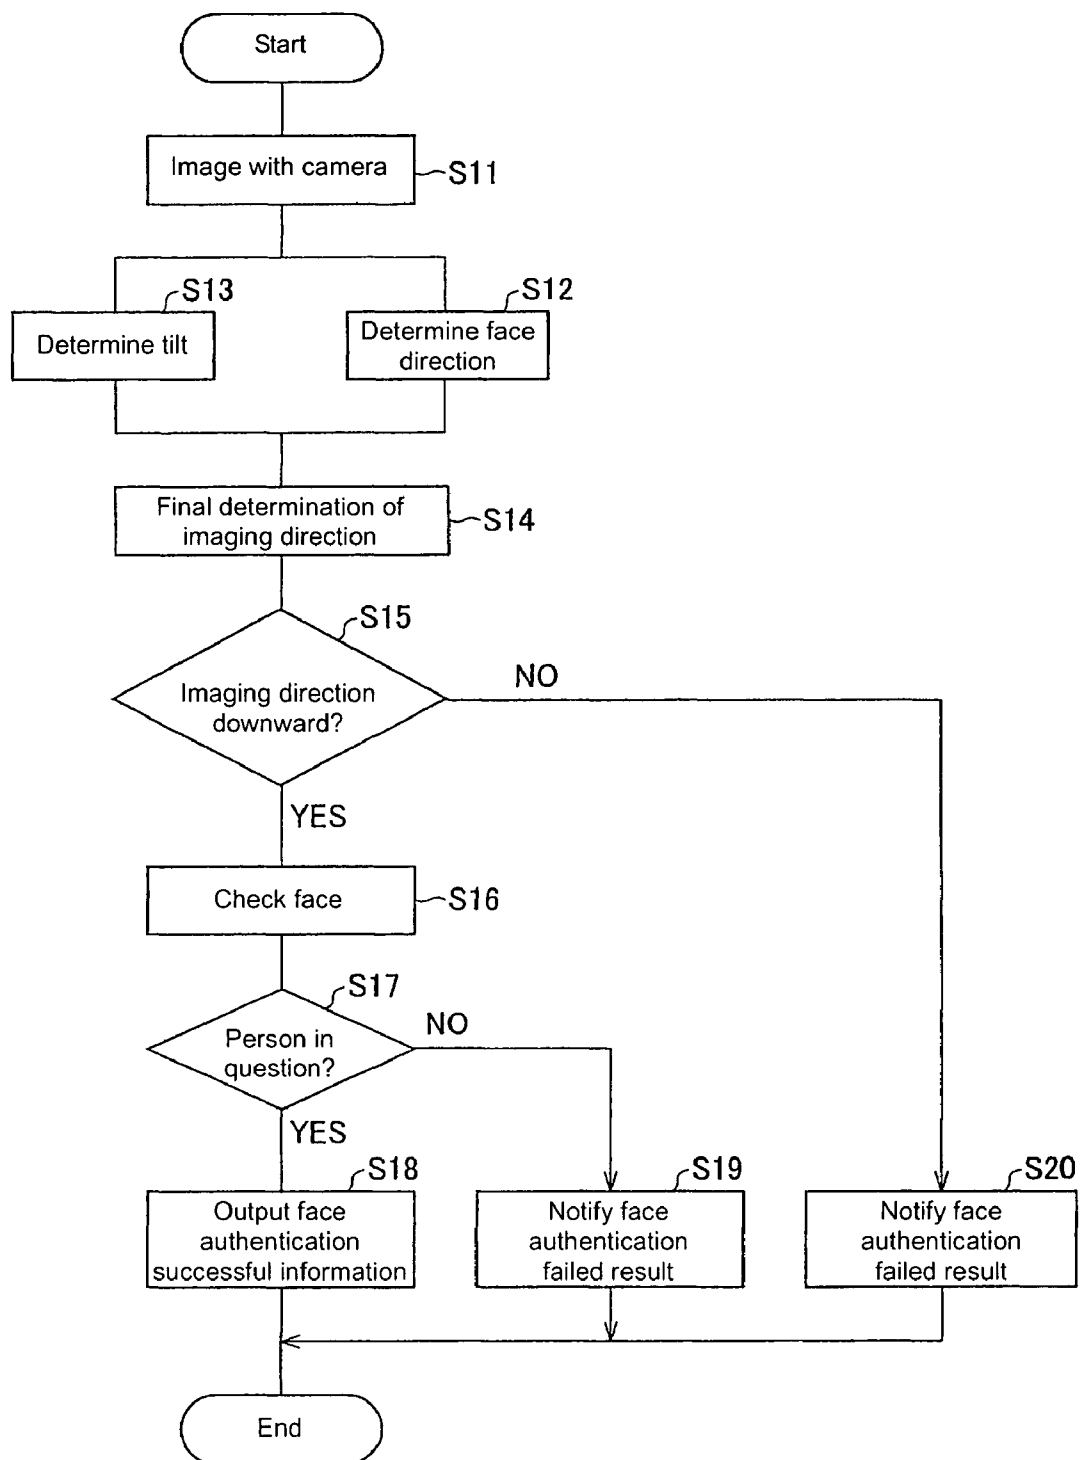 Start
Image with camera
S11
S13
S12
Determine tilt
Determine face
direction
Final determination of
imaging direction
S14
S15
Imaging direction
downward?
NO
YES
Check face
S16
S17
Person in
question?
NO
YES
S18
S19
S20
Output face
authentication
successful information
Notify face
authentication
failed result
Notify face
authentication
failed result
End